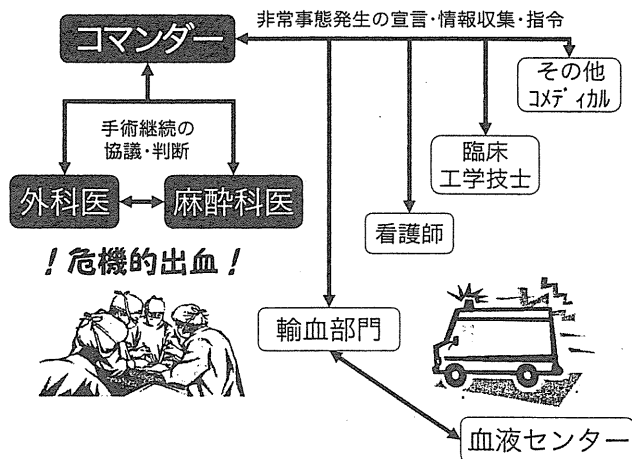 非常事態発生の宣言・情報収集・指令
コマンダー
その他
コメディカル
手術継続の
協議・判断
臨床
工学技士
外科医
麻酔科医
看護師
！危機的出血！
輸血部門
血液センター